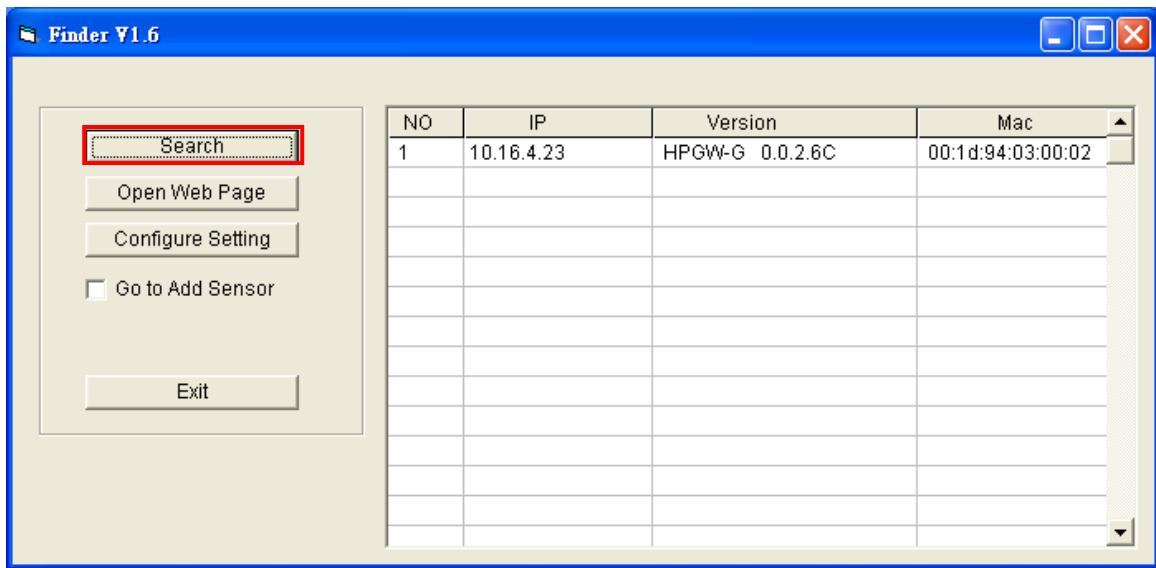 Finder V1.6
Search
Open Web Page
Configure Setting
Go to Add Sensor
Exit
NO IP Version Mac
1 10.16.4.23 HPGW-G 0.0.2.6C 00:1d:94:03:00:02